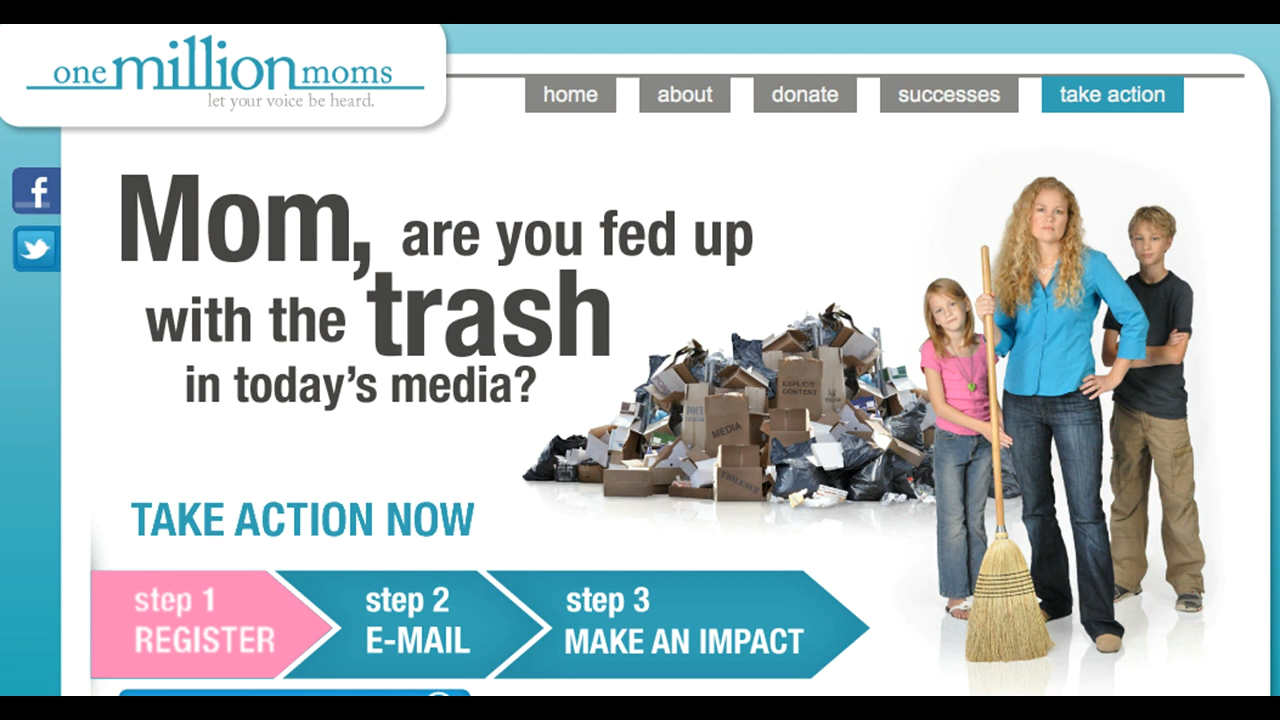 one million moms
let your voice be heard.
home about donate successes take action
f
Mom, are you fed up
with the trash
in today's media?
EXPLICIT
CONTENT
MEDIA
VIOLENCE
TAKE ACTION NOW
step 1
REGISTER
step 2
E-MAIL
step 3
MAKE AN IMPACT